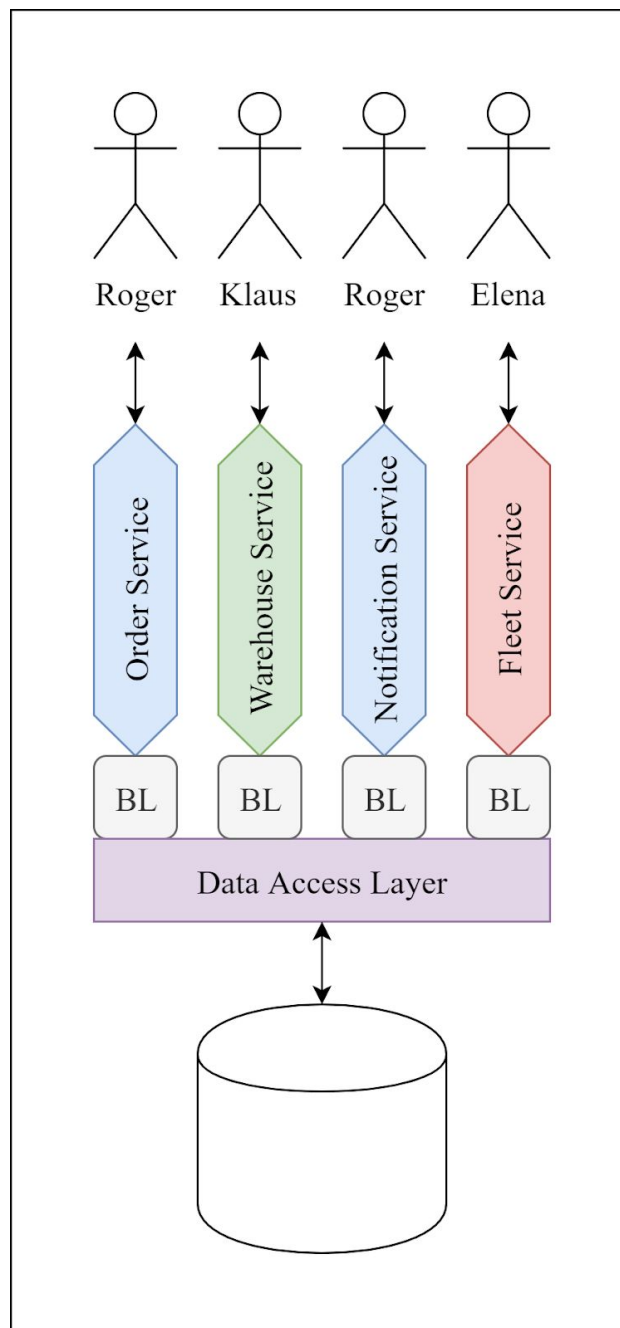 Roger
Klaus
Roger
Elena
Order Service
Warehouse Service
Notification Service
Fleet Service
BL
BL
BL
BL
Data Access Layer